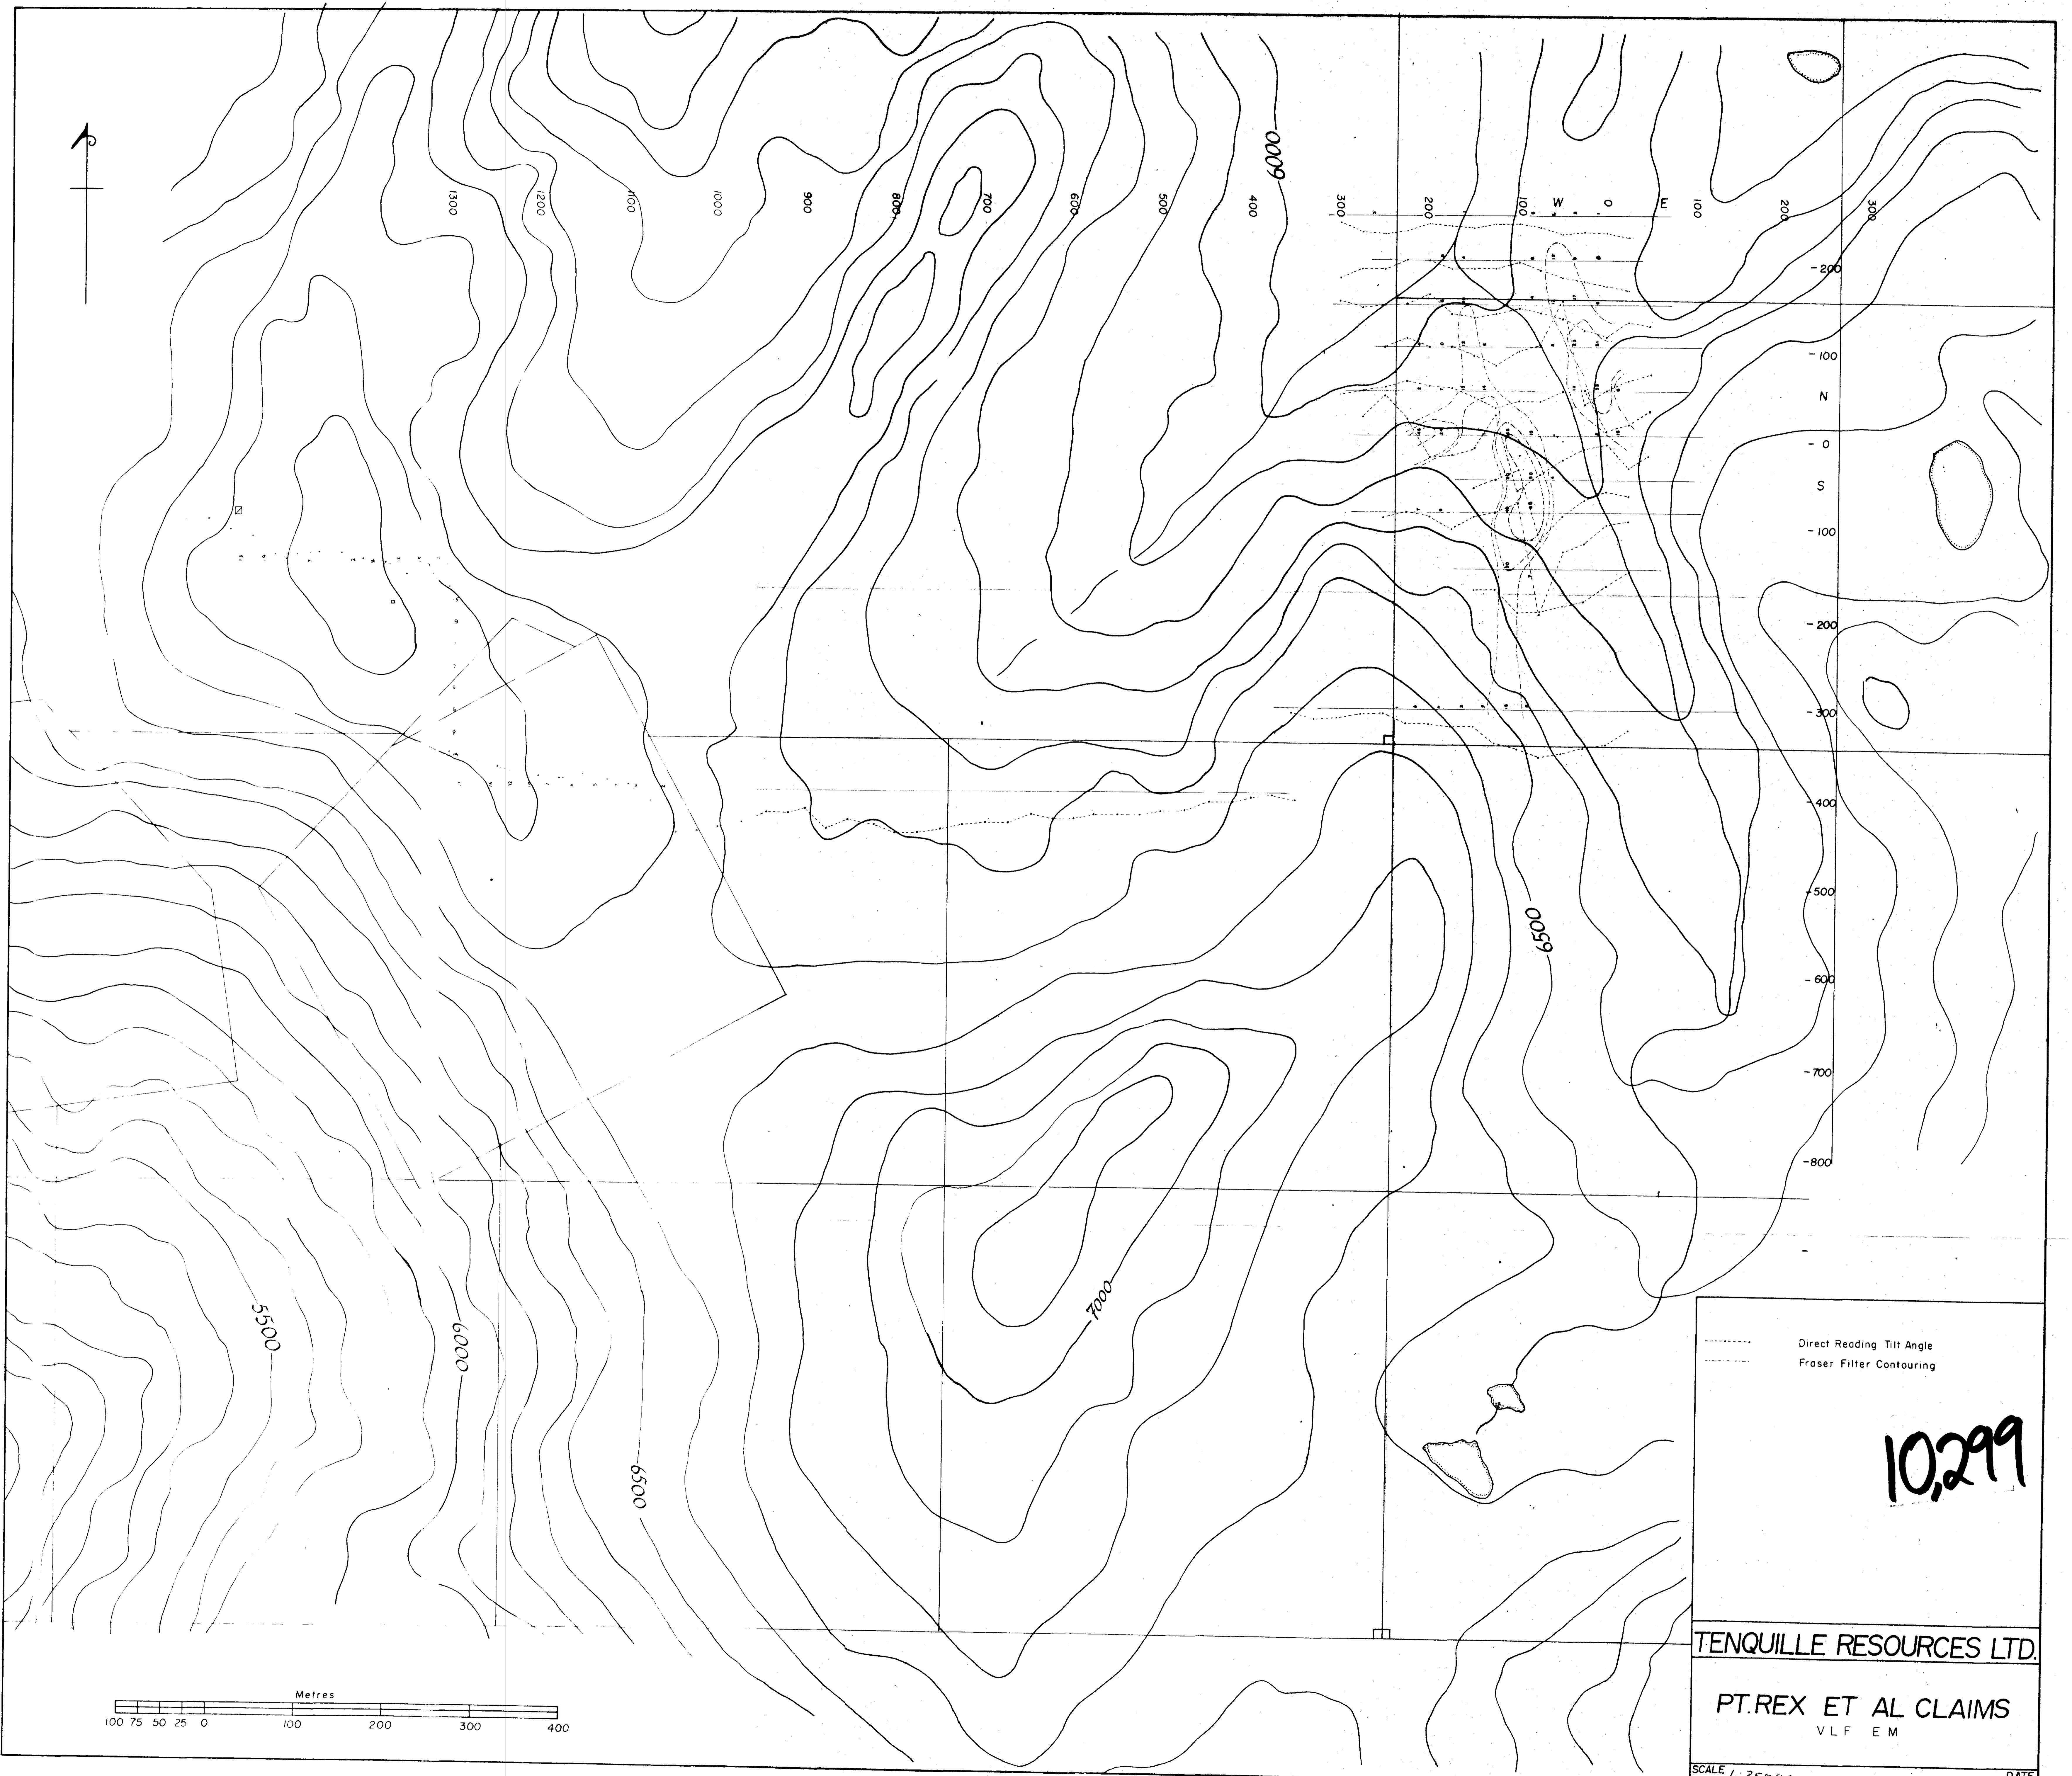 6000
1300 1200 1100 1000 900 800 700 600 500 400 300 200 100 W O E 100 200 300
- 200
- 100
N
- 0
S
- 100
- 200
- 300
- 400
- 500
- 600
- 700
- 800
6500
7000
5500
6000
6500
Direct Reading Tilt Angle
Fraser Filter Contouring
10,299
TENQUILLE RESOURCES LTD.
PT. REX ET AL CLAIMS
VLF EM
SCALE
DATE
Metres
100 75 50 25 0 100 200 300 400